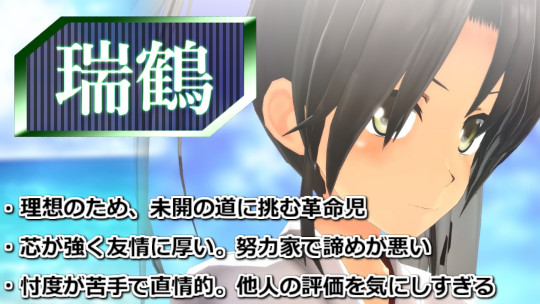 瑞鶴
・理想のため、未開の道に挑む革命児
・芯が強く友情に厚い。努力家で諦めが悪い
・忖度が苦手で直情的。他人の評価を気にしすぎる